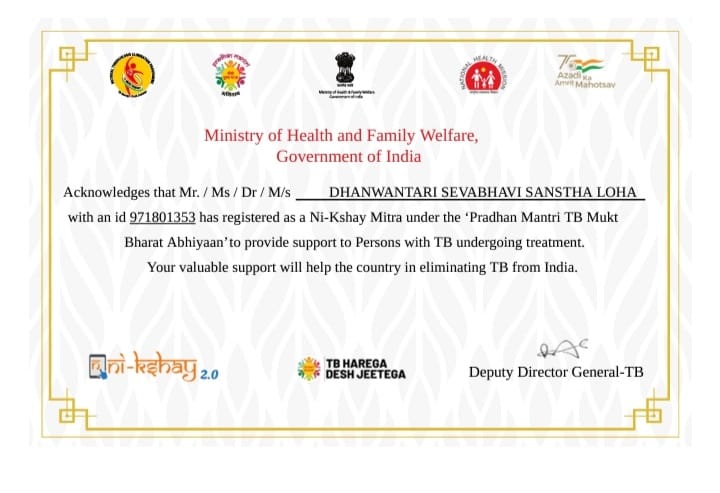 प्रधानमंत्री
Ministry of Health & Family Welfare
Government of India
NATIONAL HEALTH MISSION
75
Azadi Ka
Amrit Mahotsav
Ministry of Health and Family Welfare,
Government of India
Acknowledges that Mr. / Ms / Dr / M/s DHANWANTARI SEVABHAVI SANSTHA LOHA
with an id 971801353 has registered as a Ni-Kshay Mitra under the ‘Pradhan Mantri TB Mukt
Bharat Abhiyaan’to provide support to Persons with TB undergoing treatment.
Your valuable support will help the country in eliminating TB from India.
ni-kshay 2.0
TB HAREGA
DESH JEETEGA
Deputy Director General-TB